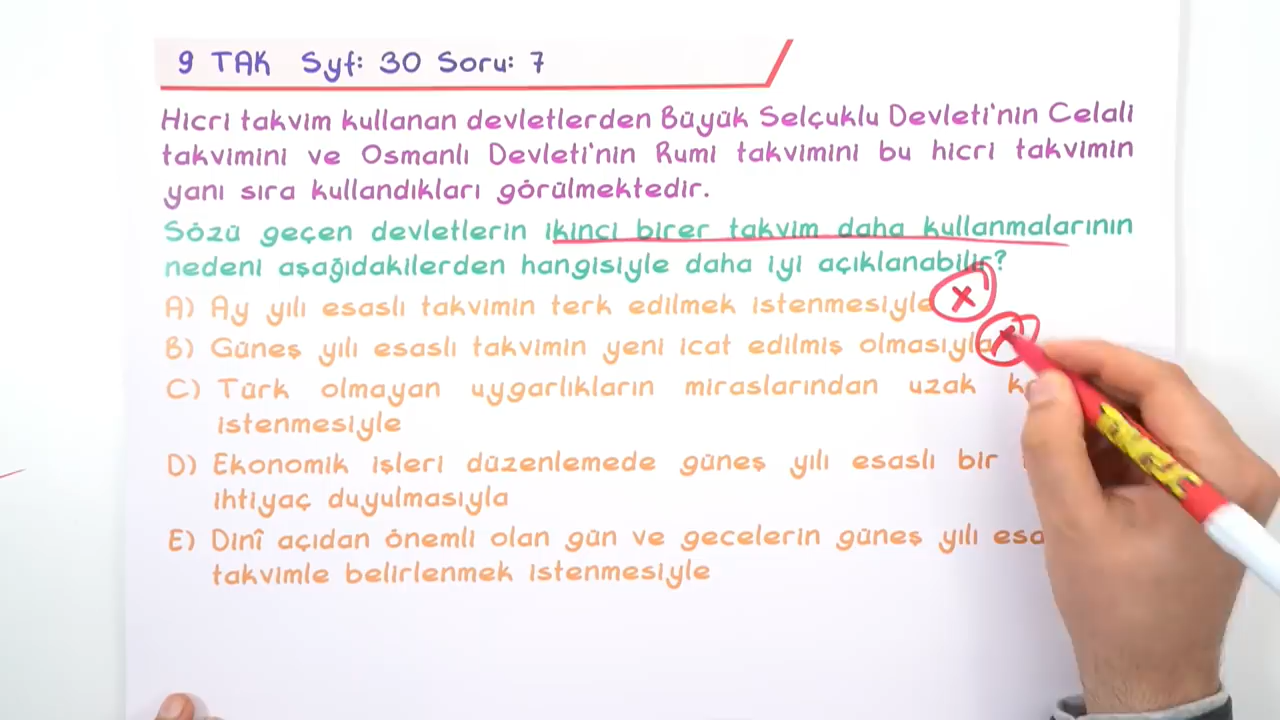 9 TAK Syf: 30 Soru: 7
Hicri takvim kullanan devletlerden Büyük Selçuklu Devleti'nin Celali
takvimini ve Osmanlı Devleti'nin Rumi takvimini bu hicri takvimin
yanı sıra kullandıkları görülmektedir.
Sözü geçen devletlerin ikinci birer takvim daha kullanmalarının
nedeni aşağıdakilerden hangisiyle daha iyi açıklanabilir?
A) Ay yılı esaslı takvimin terk edilmek istenmesiyle
B) Güneş yılı esaslı takvimin yeni icat edilmiş olmasıyla
C) Türk olmayan uygarlıkların miraslarından uzak
istenmesiyle
D) Ekonomik işleri düzenlemede güneş yılı esaslı bir
ihtiyaç duyulmasıyla
E) Dinî açıdan önemli olan gün ve gecelerin güneş yılı
takvimle belirlenmek istenmesiyle